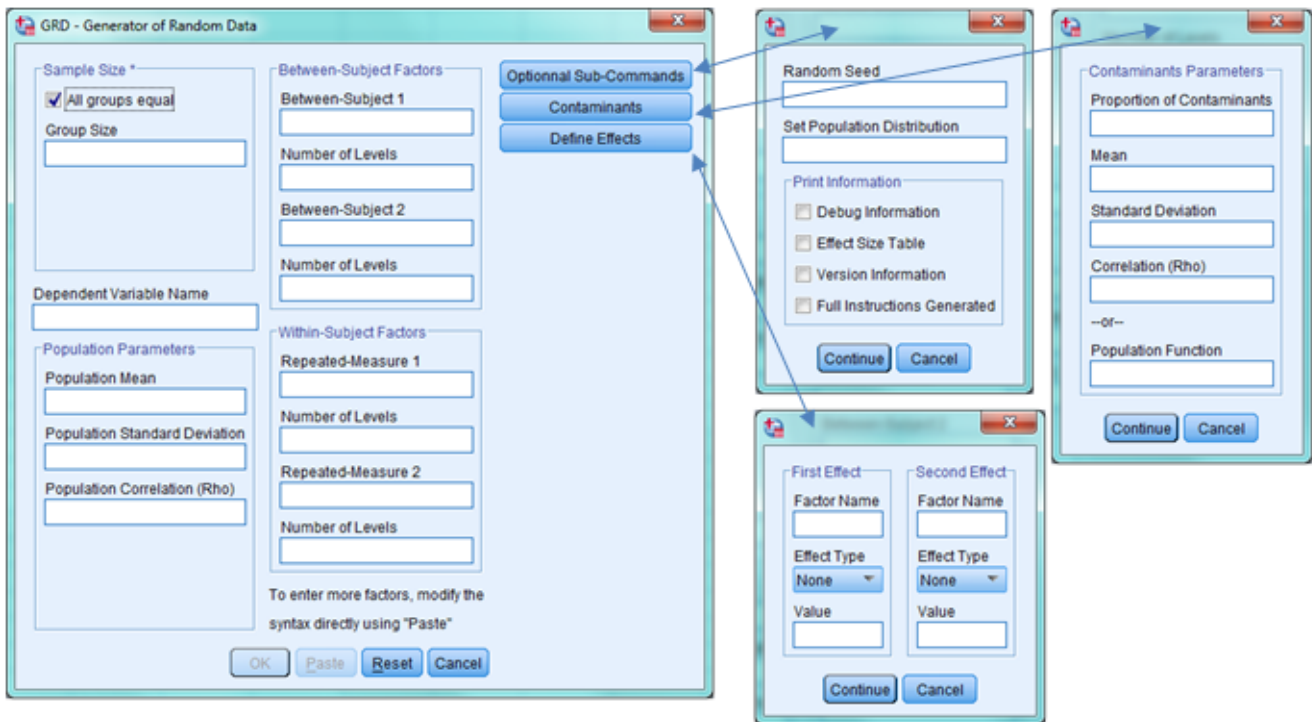 GRD - Generator of Random Data
Sample Size *
All groups equal
Group Size
Dependent Variable Name
Population Parameters
Population Mean
Population Standard Deviation
Population Correlation (Rho)
Between-Subject Factors
Between-Subject 1
Number of Levels
Between-Subject 2
Number of Levels
Within-Subject Factors
Repeated-Measure 1
Number of Levels
Repeated-Measure 2
Number of Levels
To enter more factors, modify the
syntax directly using "Paste"
Optionnal Sub-Commands
Contaminants
Define Effects
OK Paste Reset Cancel
Random Seed
Set Population Distribution
Print Information
Debug Information
Effect Size Table
Version Information
Full Instructions Generated
Continue Cancel
Contaminants Parameters
Proportion of Contaminants
Mean
Standard Deviation
Correlation (Rho)
--or--
Population Function
Continue Cancel
First Effect
Factor Name
Effect Type
None
Value
Second Effect
Factor Name
Effect Type
None
Value
Continue Cancel